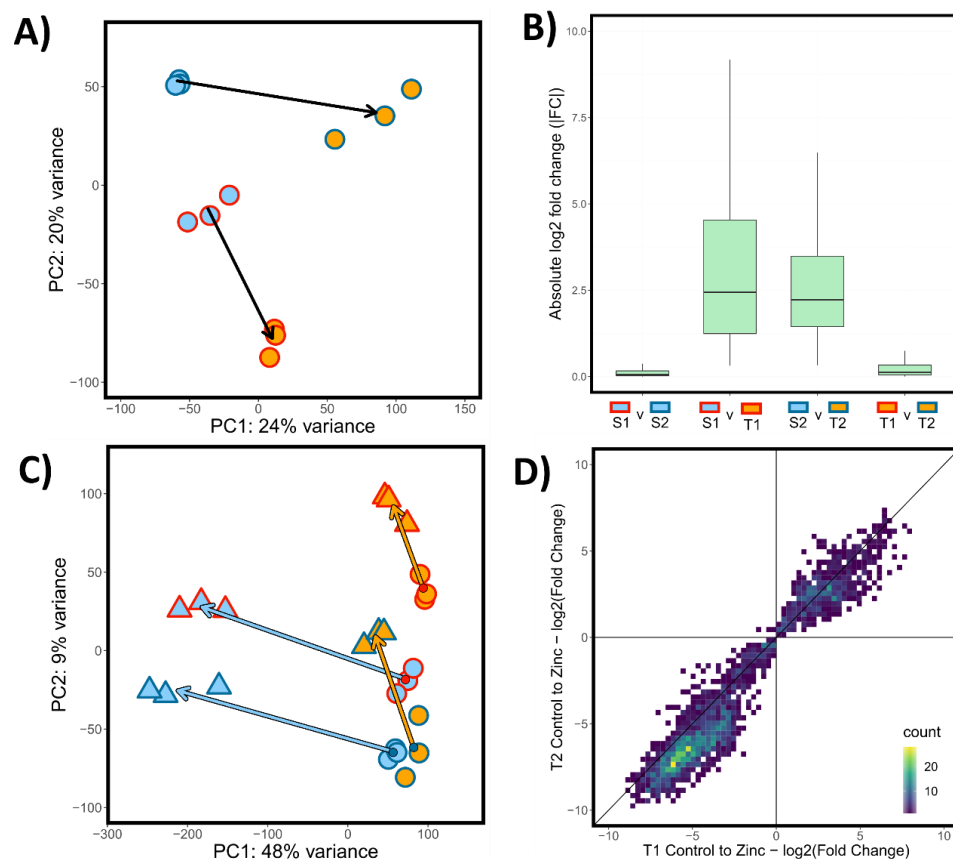 A)
PC2: 20% variance
50
0
−50
−100
−100
−50
0
50
100
150
PC1: 24% variance
B)
Absolute log2 fold change (|FC|)
10.0
7.5
5.0
2.5
0.0
S1 v S2
S1 v T1
S2 v T2
T1 v T2
C)
PC2: 9% variance
100
50
0
−50
−100
−300
−200
−100
0
100
PC1: 48% variance
D)
T2 Control to Zinc − log2(Fold Change)
10
5
0
−5
−10
count
20
10
−10
−5
0
5
10
T1 Control to Zinc − log2(Fold Change)